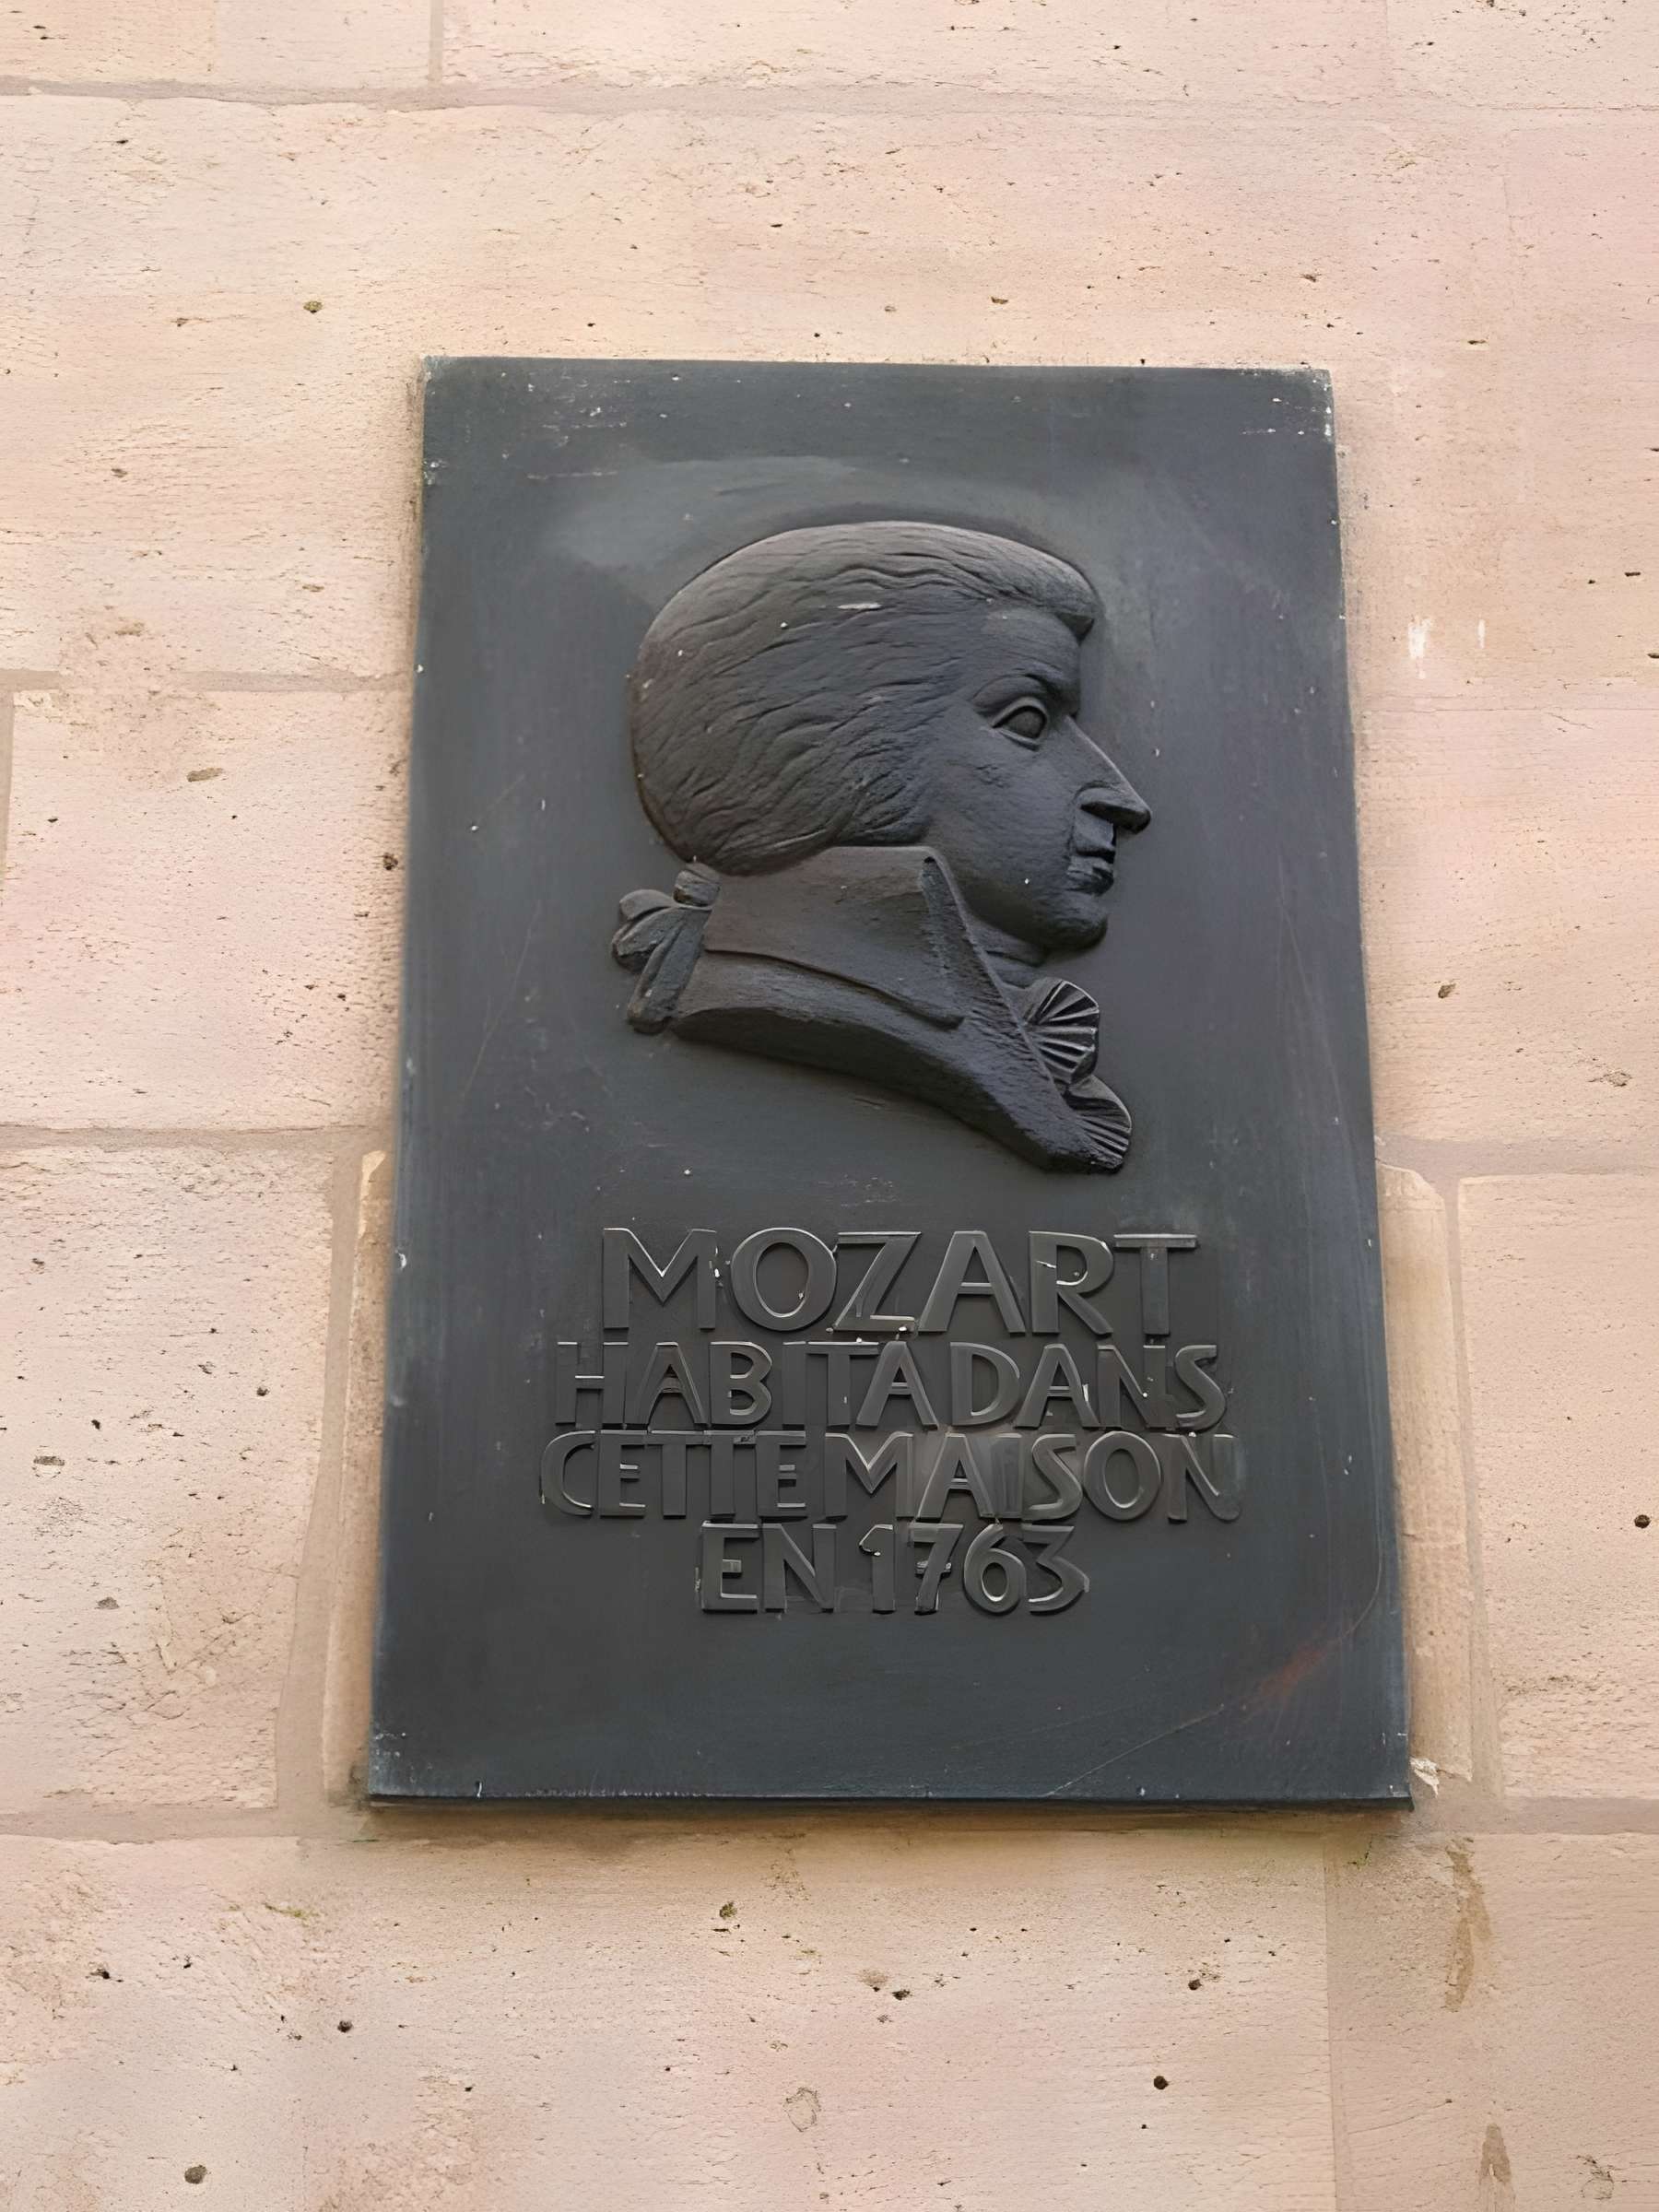 MOZART
HABITA DANS
CETTE MAISON
EN 1763